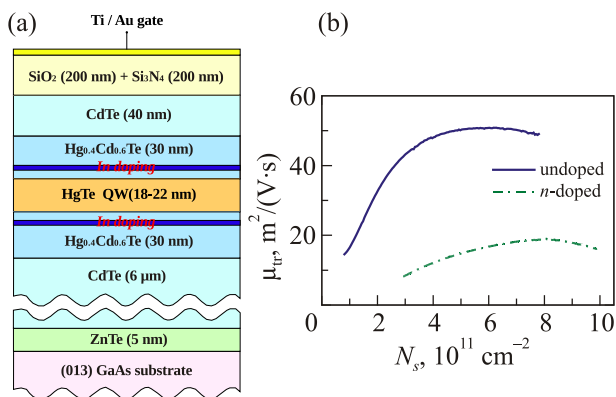 (a)
Ti / Au gate
SiO₂ (200 nm) + Si₃N₄ (200 nm)
CdTe (40 nm)
Hg₀.₄Cd₀.₆Te (30 nm)
In doping
HgTe QW(18-22 nm)
In doping
Hg₀.₄Cd₀.₆Te (30 nm)
CdTe (6 μm)
ZnTe (5 nm)
(013) GaAs substrate
(b)
60
40
20
0
2
4
6
8
10
μtr, m²/(V·s)
Nₛ, 10¹¹ cm⁻²
undoped
n-doped